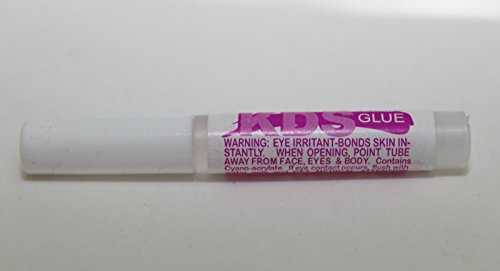 KDS GLUE
WARNING: EYE IRRITANT-BONDS SKIN IN-
STANTLY. WHEN OPENING, POINT TUBE
AWAY FROM FACE, EYES & BODY. Contains
Cyano-acrylate. If eye contact occurs, flush with